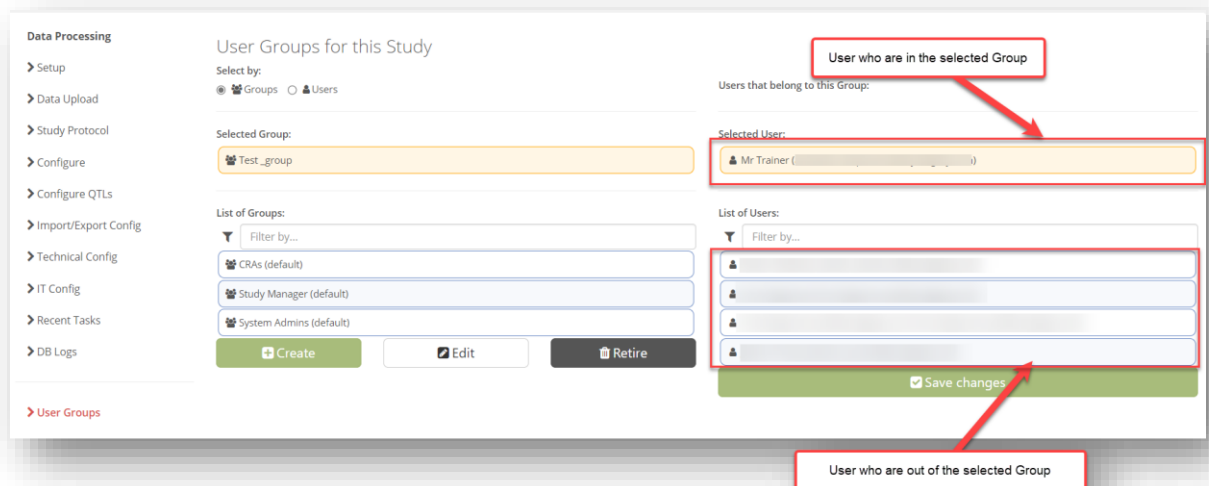 Data Processing
Setup
Data Upload
Study Protocol
Configure
Configure QTLs
Import/Export Config
Technical Config
IT Config
Recent Tasks
DB Logs
User Groups
User Groups for this Study
Select by:
Groups Users
Selected Group:
Test _group
List of Groups:
Filter by...
CRAs (default)
Study Manager (default)
System Admins (default)
Create Edit Retire
User who are in the selected Group
Users that belong to this Group:
Selected User:
Mr Trainer (
List of Users:
Filter by...
Save changes
User who are out of the selected Group